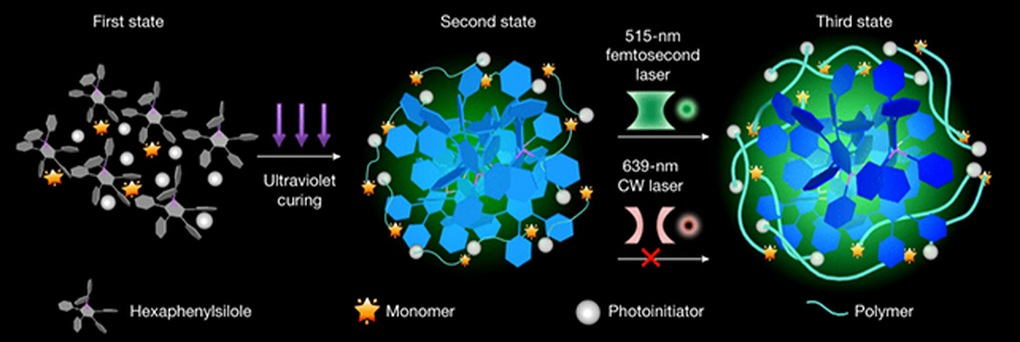 First state
Second state
Third state
515-nm
femtosecond
laser
Ultraviolet
curing
639-nm
CW laser
Hexaphenylsilole
Monomer
Photoinitiator
Polymer